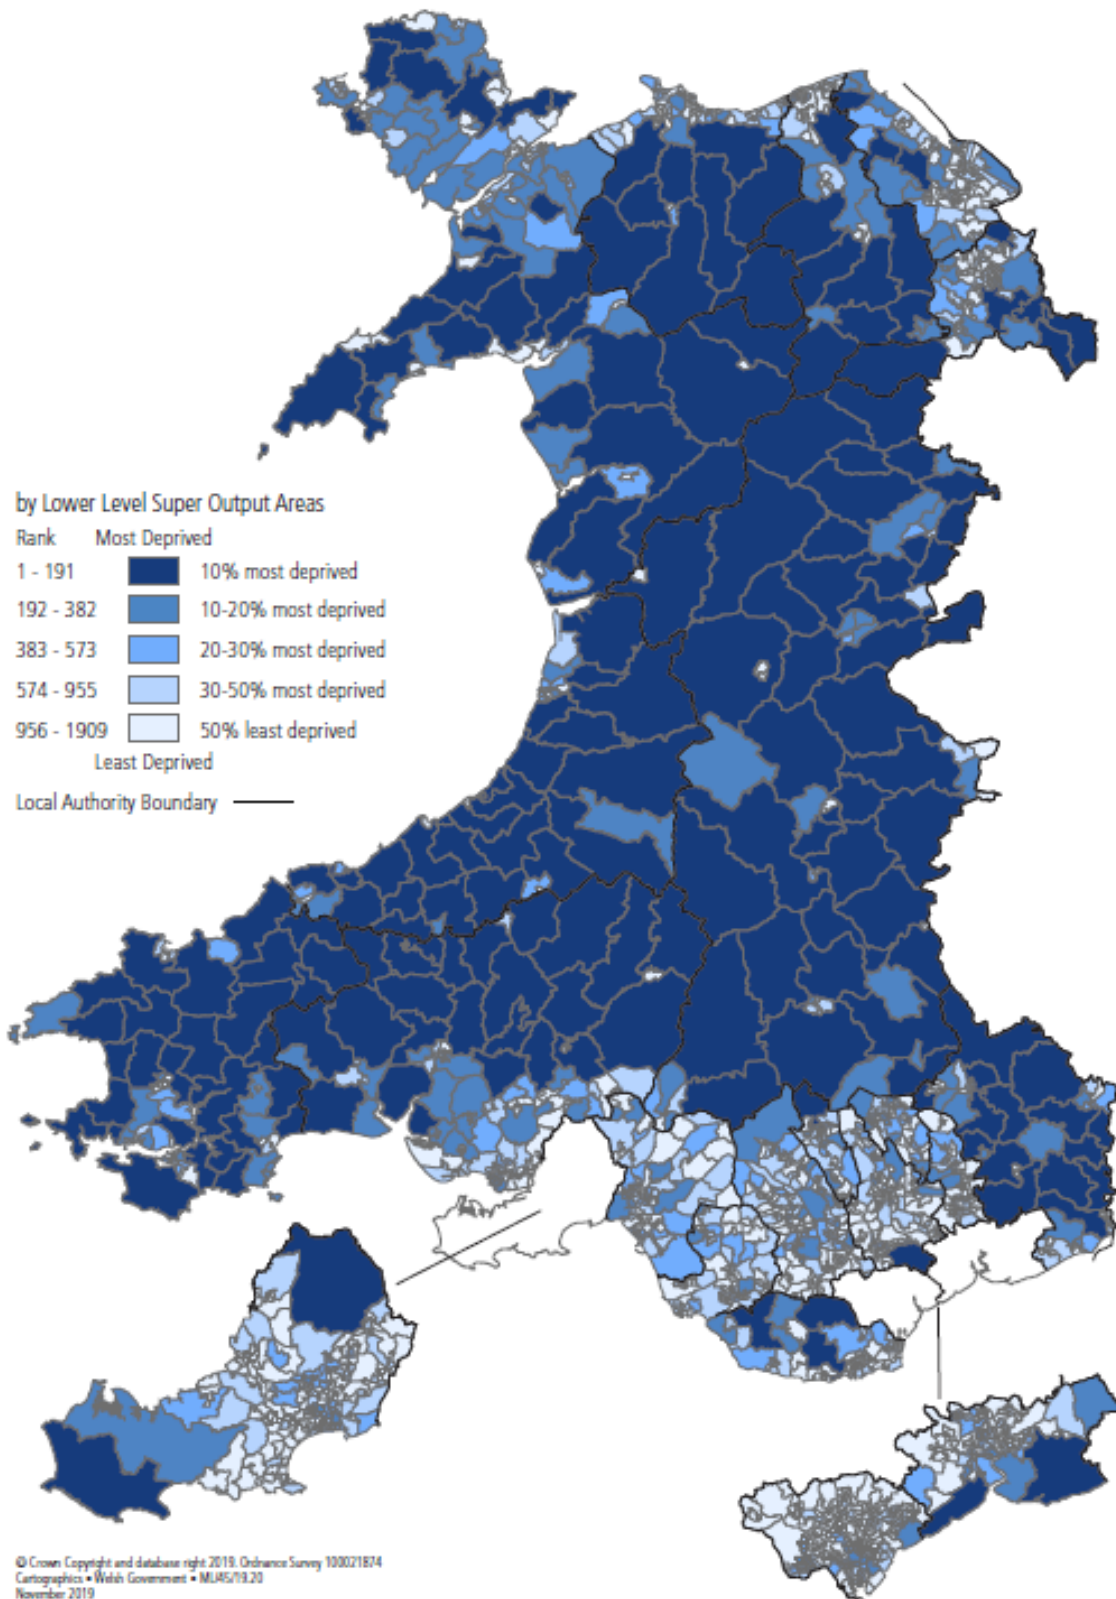 by Lower Level Super Output Areas
Rank Most Deprived
1 - 191 10% most deprived
192 - 382 10-20% most deprived
383 - 573 20-30% most deprived
574 - 955 30-50% most deprived
956 - 1909 50% least deprived
Least Deprived
Local Authority Boundary
© Crown Copyright and database right 2019. Ordnance Survey 100021874
Cartographics • Welsh Government • ML/45/19.20
November 2019